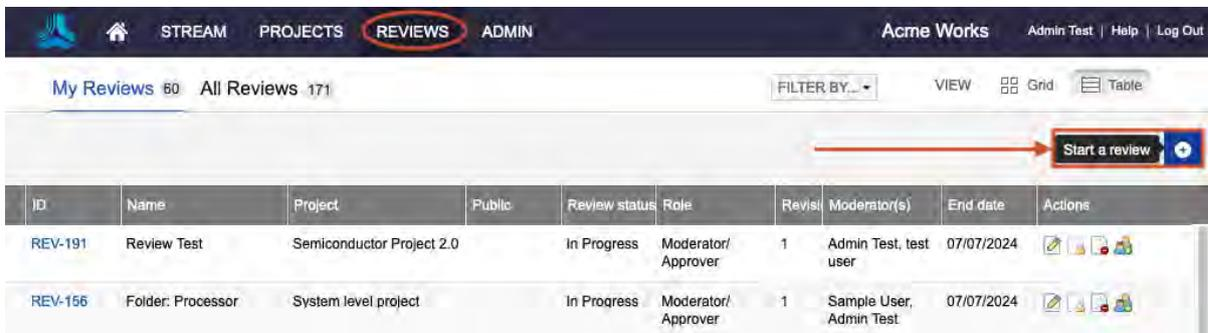 STREAM PROJECTS REVIEWS ADMIN Acme Works Admin Test | Help | Log Out
My Reviews 60 All Reviews 171 FILTER BY... VIEW Grid Table
Start a review
ID Name Project Public Review status Role Revisi Moderator(s) End date Actions
REV-191 Review Test Semiconductor Project 2.0 In Progress Moderator/ 1 Admin Test, test 07/07/2024
Approver user
REV-156 Folder: Processor System level project In Progress Moderator/ 1 Sample User, 07/07/2024
Approver Admin Test